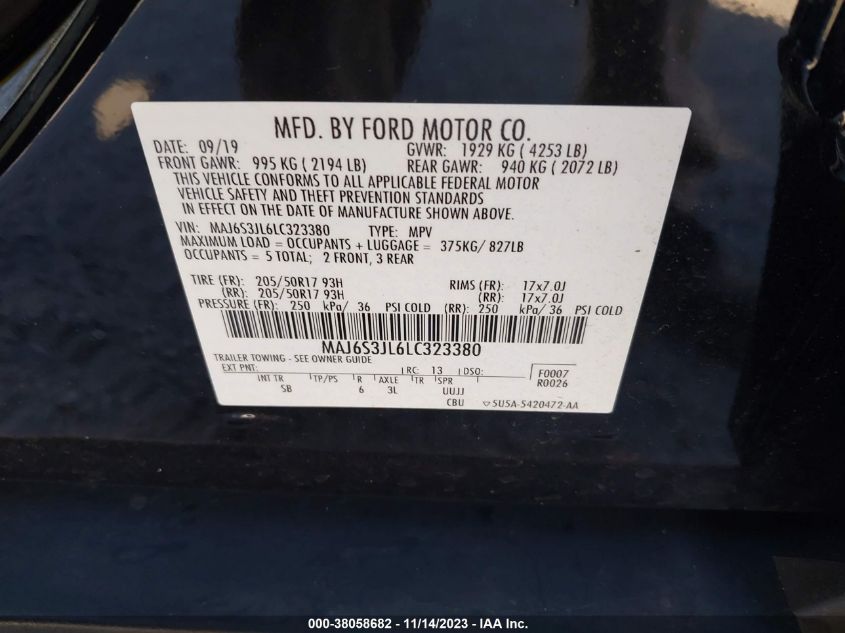 MFD. BY FORD MOTOR CO.
DATE: 09/19 GVWR: 1929 KG ( 4253 LB)
FRONT GAWR: 995 KG ( 2194 LB) REAR GAWR: 940 KG ( 2072 LB)
THIS VEHICLE CONFORMS TO ALL APPLICABLE FEDERAL MOTOR
VEHICLE SAFETY AND THEFT PREVENTION STANDARDS
IN EFFECT ON THE DATE OF MANUFACTURE SHOWN ABOVE.
VIN: MAJ6S3JL6LC323380 TYPE: MPV
MAXIMUM LOAD = OCCUPANTS + LUGGAGE = 375KG/ 827LB
OCCUPANTS = 5 TOTAL; 2 FRONT, 3 REAR
TIRE (FR): 205/50R17 93H RIMS (FR): 17x7.0J
(RR): 205/50R17 93H (RR): 17x7.0J
PRESSURE (FR): 250 kPa/ 36 PSI COLD (RR): 250 kPa/ 36 PSI COLD
MAJ6S3JL6LC323380
TRAILER TOWING - SEE OWNER GUIDE
EXT PNT: RC: 13 DSO: F0007
INT TR TP/PS R AXLE TR SPR R0026
SB 6 3L UUJJ
CBU SU5A-5420472-AA
000-38058682 - 11/14/2023 - IAA Inc.